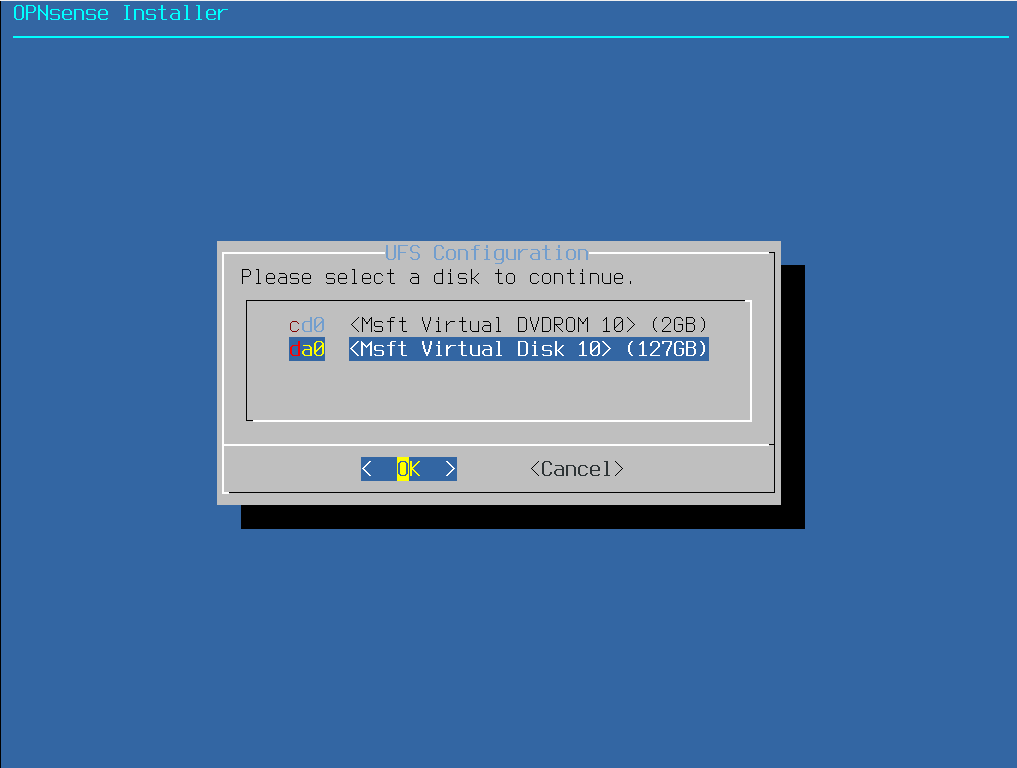 OPNsense Installer
UFS Configuration
Please select a disk to continue.
cd0 <Msft Virtual DVDROM 10> (2GB)
da0 <Msft Virtual Disk 10> (127GB)
< OK > <Cancel>